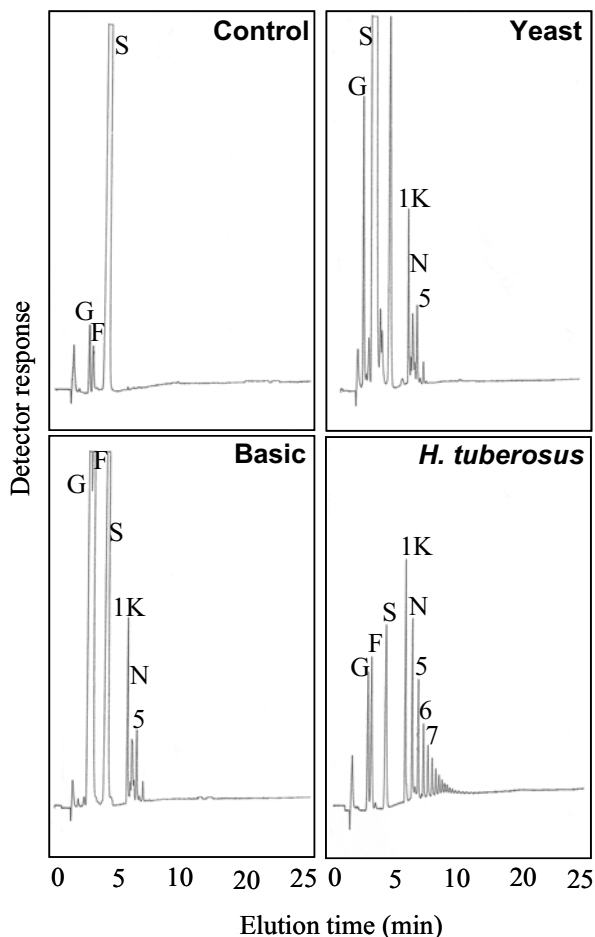 Control
S
G
F
Yeast
S
G
1K
N
5
Detector response
Basic
F
G
S
1K
N
5
H. tuberosus
1K
S
N
F
G
5
6
7
0 5 10 20 25
0 5 10 20 25
Elution time (min)